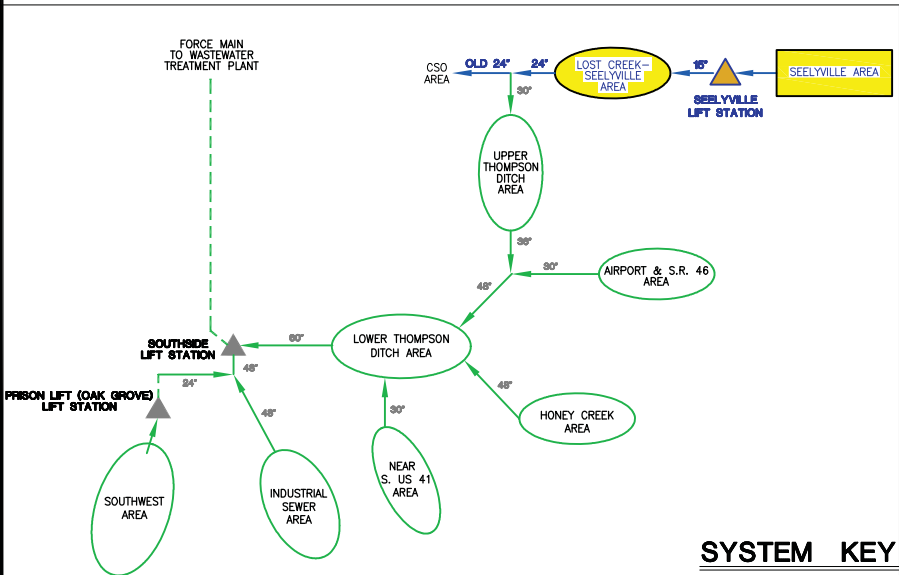 FORCE MAIN
TO WASTEWATER
TREATMENT PLANT
CSO
AREA
OLD 24"
24"
LOST CREEK-
SEELYVILLE
AREA
15"
SEELYVILLE
LIFT STATION
SEELYVILLE AREA
30"
UPPER
THOMPSON
DITCH
AREA
36"
30"
AIRPORT & S.R. 46
AREA
48"
SOUTHSIDE
LIFT STATION
60"
LOWER THOMPSON
DITCH AREA
48"
24"
PRISON LIFT (OAK GROVE)
LIFT STATION
48"
30"
48"
HONEY CREEK
AREA
SOUTHWEST
AREA
INDUSTRIAL
SEWER
AREA
NEAR
S. US 41
AREA
SYSTEM KEY